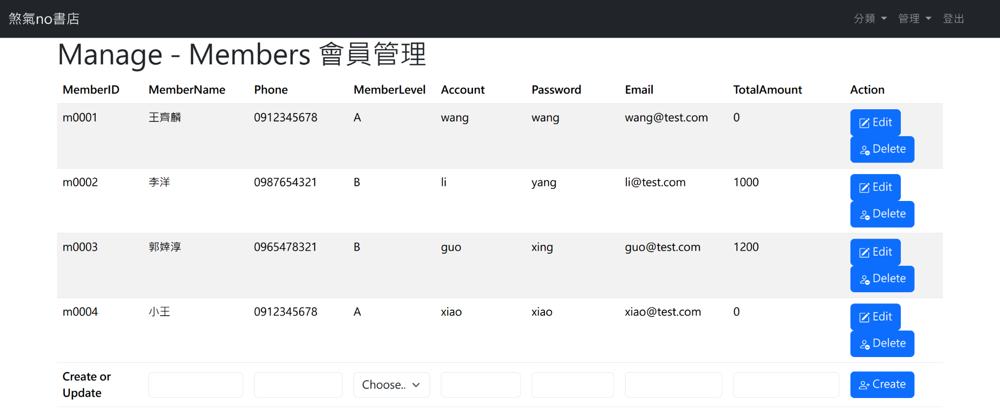 煞氣no書店 分類 管理 登出
Manage - Members 會員管理
MemberID MemberName Phone MemberLevel Account Password Email TotalAmount Action
m0001 王齊麟 0912345678 A wang wang wang@test.com 0 Edit
Delete
m0002 李洋 0987654321 B li yang li@test.com 1000 Edit
Delete
m0003 郭婞淳 0965478321 B guo xing guo@test.com 1200 Edit
Delete
m0004 小王 0912345678 A xiao xiao xiao@test.com 0 Edit
Delete
Create or
Update Choose.. Create